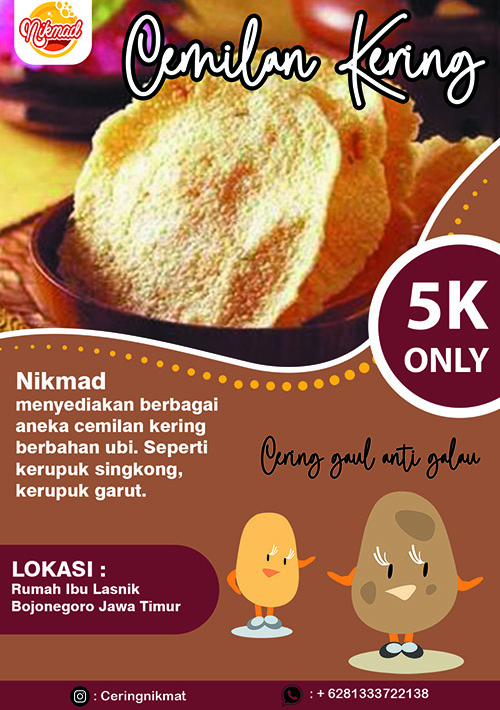 Nikmad
Cemilan Kering
5K
ONLY
Nikmad
menyediakan berbagai
aneka cemilan kering
berbahan ubi. Seperti
kerupuk singkong,
kerupuk garut.
Cering gaul anti galau
LOKASI :
Rumah Ibu Lasnik
Bojonegoro Jawa Timur
: Ceringnikmat
: + 6281333722138